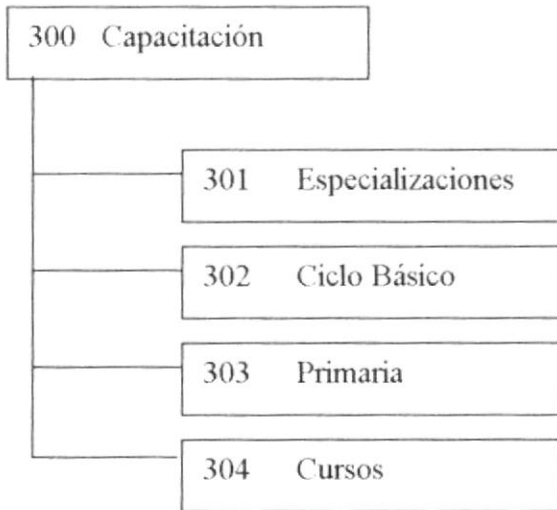 300 Capacitación
301 Especializaciones
302 Ciclo Básico
303 Primaria
304 Cursos